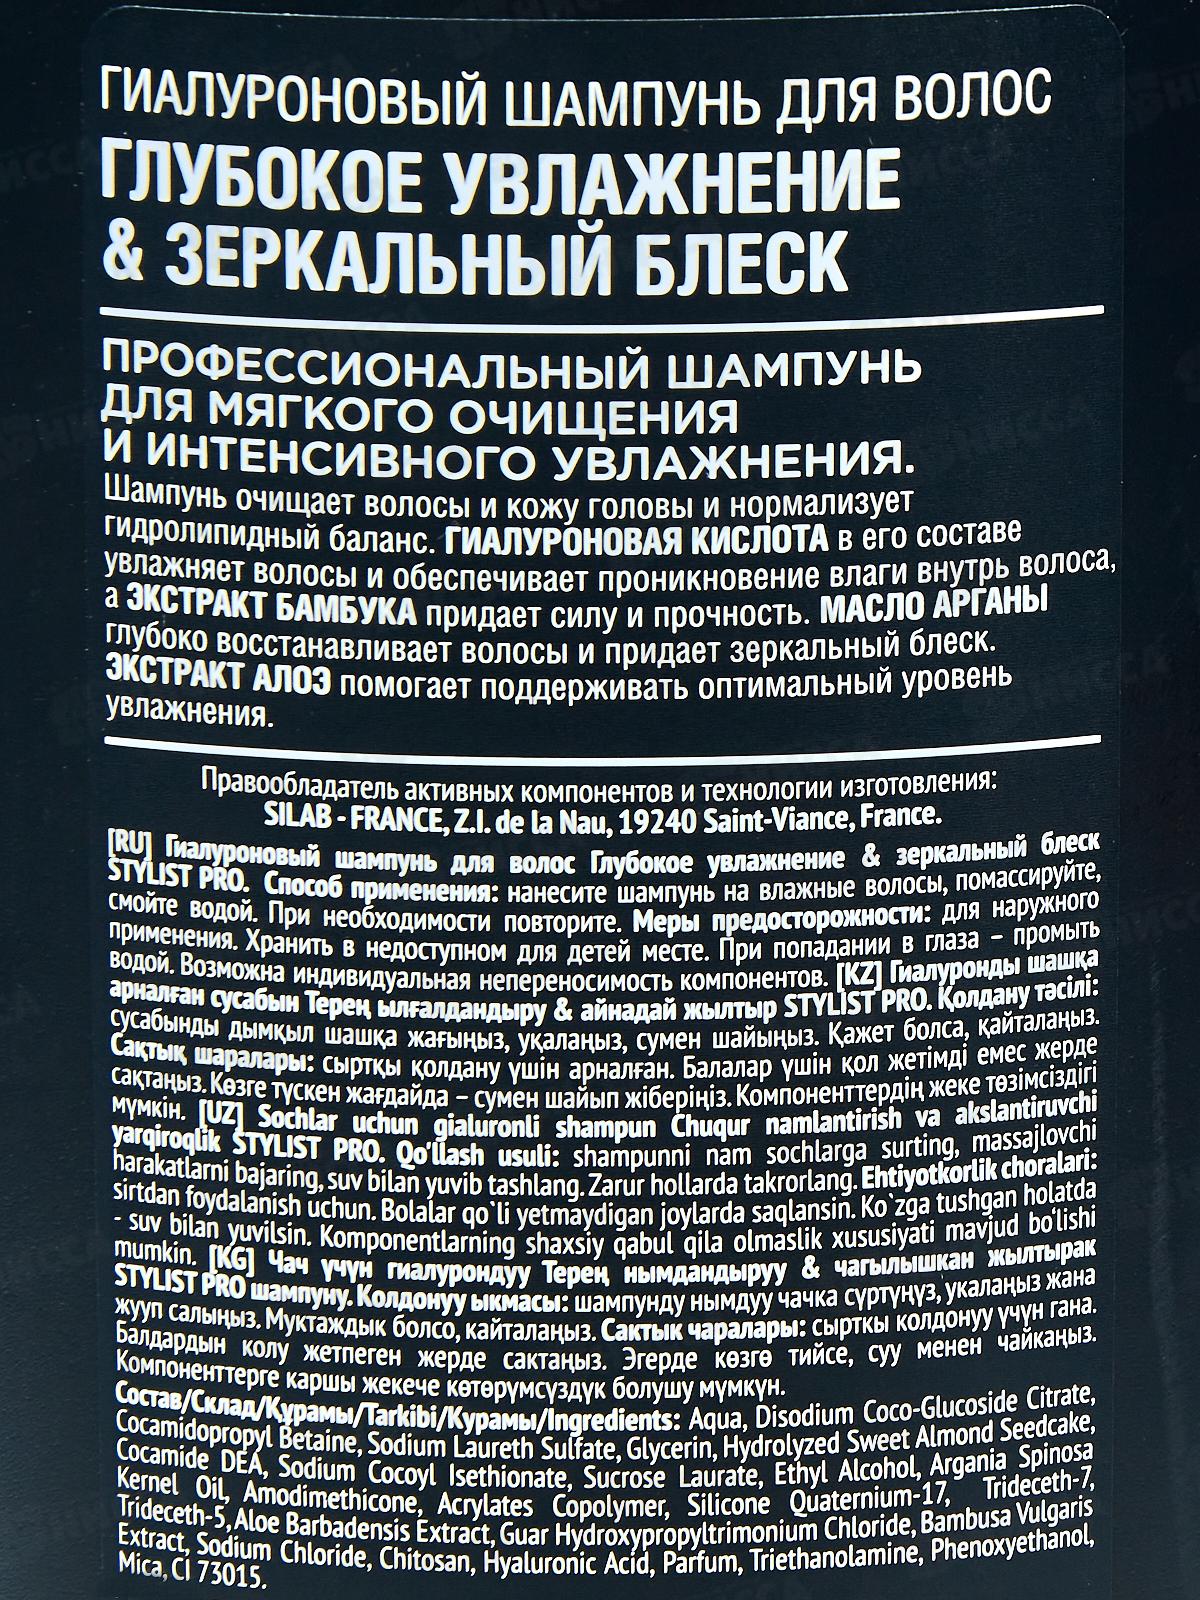 ГИАЛУРОНОВЫЙ ШАМПУНЬ ДЛЯ ВОЛОС
ГЛУБОКОЕ УВЛАЖНЕНИЕ
& ЗЕРКАЛЬНЫЙ БЛЕСК
ПРОФЕССИОНАЛЬНЫЙ ШАМПУНЬ
ДЛЯ МЯГКОГО ОЧИЩЕНИЯ
И ИНТЕНСИВНОГО УВЛАЖНЕНИЯ.
Шампунь очищает волосы и кожу головы и нормализует
гидролипидный баланс. ГИАЛУРОНОВАЯ КИСЛОТА в его составе
увлажняет волосы и обеспечивает проникновение влаги внутрь волоса,
а ЭКСТРАКТ БАМБУКА придает силу и прочность. МАСЛО АРГАНЫ
глубоко восстанавливает волосы и придает зеркальный блеск.
ЭКСТРАКТ АЛОЭ помогает поддерживать оптимальный уровень
увлажнения.
Правообладатель активных компонентов и технологии изготовления:
SILAB - FRANCE, Z.I. de la Nau, 19240 Saint-Viance, France.
[RU] Гиалуроновый шампунь для волос Глубокое увлажнение & зеркальный блеск
STYLIST PRO. Способ применения: нанесите шампунь на влажные волосы, помассируйте,
смойте водой. При необходимости повторите. Меры предосторожности: для наружного
применения. Хранить в недоступном для детей месте. При попадании в глаза – промыть
водой. Возможна индивидуальная непереносимость компонентов. [KZ] Гиалуронды шашқа
арналған сусабын Терең ылғалдандыру & айнадай жылтыр STYLIST PRO. Қолдану тәсілі:
сусабынды дымқыл шашқа жағыңыз, уқалаңыз, сумен шайыңыз. Қажет болса, қайталаңыз.
Сақтық шаралары: сыртқы қолдану үшін арналған. Балалар үшін қол жетімді емес жерде
сақтаңыз. Көзге түскен жағдайда – сумен шайып жіберіңіз. Компоненттердің жеке төзімсіздігі
мүмкін. [UZ] Sochlar uchun gialuronli shampun Chuqur namlantirish va akslantiruvchi
yarqiroqlik STYLIST PRO. Qo'llash usuli: shampunni nam sochlarga surting, massajlovchi
harakatlarni bajaring, suv bilan yuvib tashlang. Zarur hollarda takrorlang. Ehtiyotkorlik choralari:
sirtdan foydalanish uchun. Bolalar qo`li yetmaydigan joylarda saqlansin. Ko`zga tushgan holatda
- suv bilan yuvilsin. Komponentlarning shaxsiy qabul qila olmaslik xususiyati mavjud bo‘lishi
mumkin. [KG] Чач үчүн гиалурондуу Терең нымдандыруу & чагылышкан жылтырак
STYLIST PRO шампуну. Колдонуу ыкмасы: шампунду нымдуу чачка сүртүңүз, укалаңыз жана
жууп салыңыз. Муктаждык болсо, кайталаңыз. Сактык чаралары: сырткы колдонуу үчүн гана.
Балдардын колу жетпеген жерде сактаңыз. Эгерде көзгө тийсе, суу менен чайкаңыз.
Компоненттерге каршы жекече көтөрүмсүздүк болушу мүмкүн.
Состав/Склад/Құрамы/Tarkibi/Курамы/Ingredients: Aqua, Disodium Coco-Glucoside Citrate,
Cocamidopropyl Betaine, Sodium Laureth Sulfate, Glycerin, Hydrolyzed Sweet Almond Seedcake,
Cocamide DEA, Sodium Cocoyl Isethionate, Sucrose Laurate, Ethyl Alcohol, Argania Spinosa
Kernel Oil, Amodimethicone, Acrylates Copolymer, Silicone Quaternium-17, Trideceth-7,
Trideceth-5, Aloe Barbadensis Extract, Guar Hydroxypropyltrimonium Chloride, Bambusa Vulgaris
Extract, Sodium Chloride, Chitosan, Hyaluronic Acid, Parfum, Triethanolamine, Phenoxyethanol,
Mica, CI 73015.